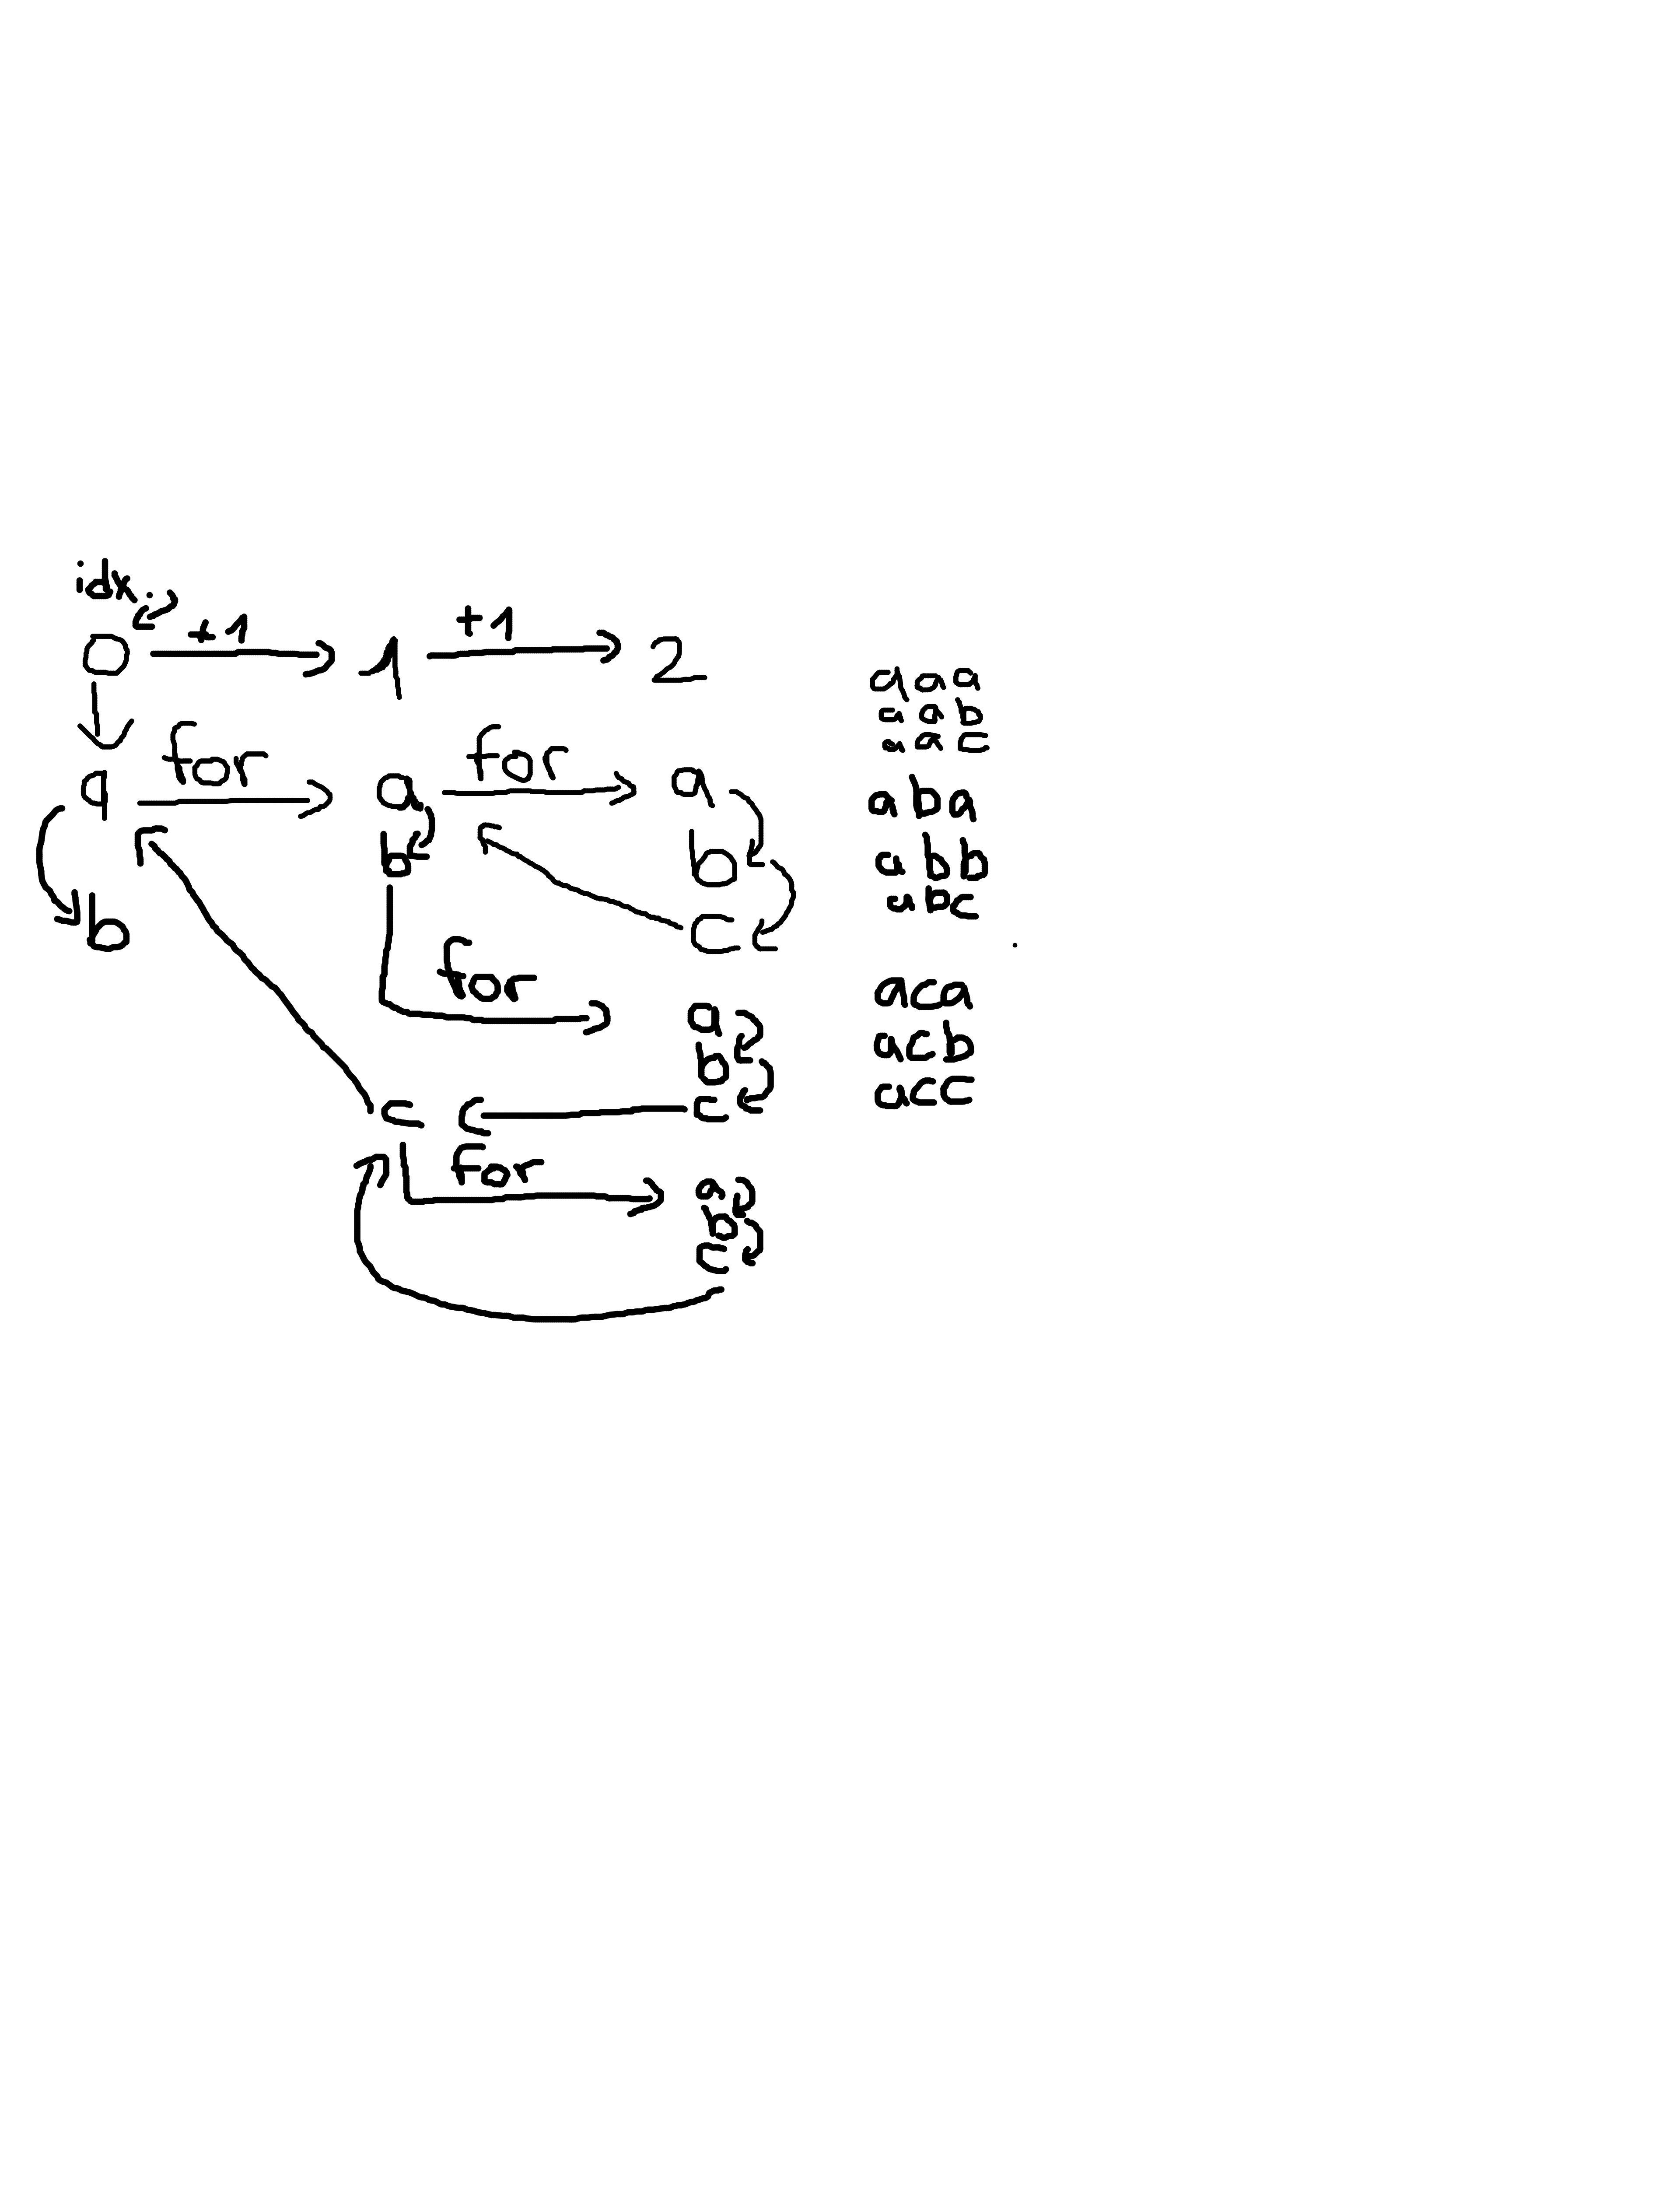 idx:
+1 +1
0 1 2
for for
a a a
b b
b c
for
a
b
c c
for
a
b
c
aaa
aab
aac
aba
abb
abc
aca
acb
acc